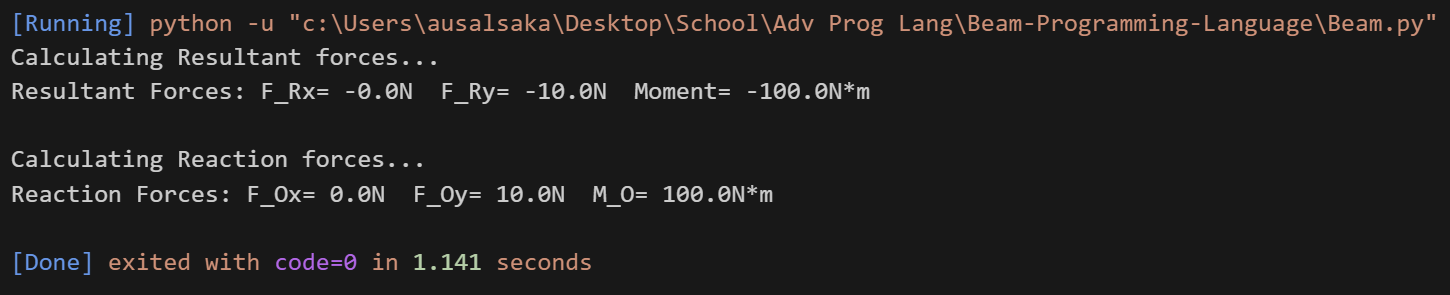 [Running] python -u "c:\Users\ausalsaka\Desktop\School\Adv Prog Lang\Beam-Programming-Language\Beam.py"
Calculating Resultant forces...
Resultant Forces: F_Rx= -0.0N  F_Ry= -10.0N  Moment= -100.0N*m
Calculating Reaction forces...
Reaction Forces: F_Ox= 0.0N  F_Oy= 10.0N  M_O= 100.0N*m
[Done] exited with code=0 in 1.141 seconds